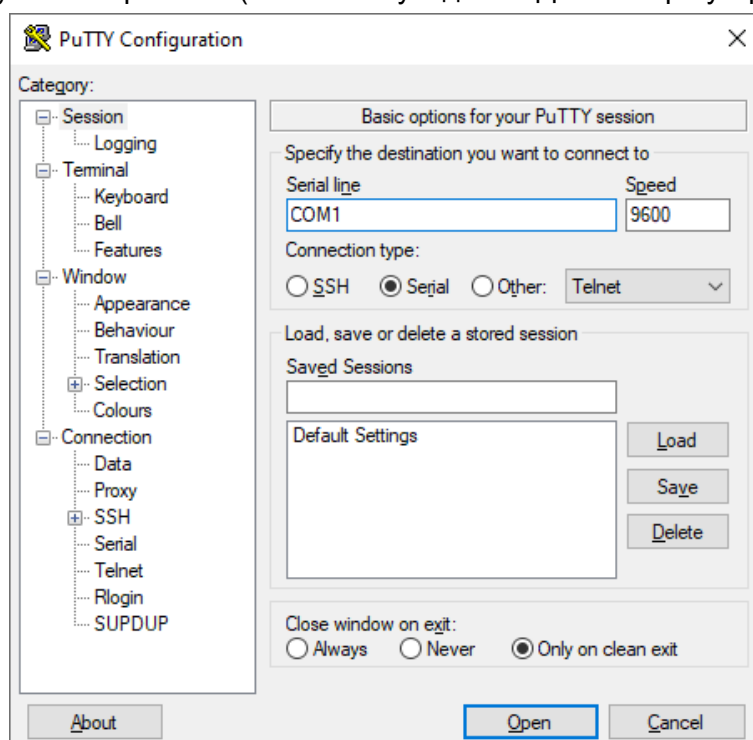 PuTTY Configuration
Category:
Session
Logging
Terminal
Keyboard
Bell
Features
Window
Appearance
Behaviour
Translation
Selection
Colours
Connection
Data
Proxy
SSH
Serial
Telnet
Rlogin
SUPDUP
Basic options for your PuTTY session
Specify the destination you want to connect to
Serial line Speed
COM1 9600
Connection type:
SSH Serial Other: Telnet
Load, save or delete a stored session
Saved Sessions
Default Settings
Load
Save
Delete
Close window on exit:
Always Never Only on clean exit
About Open Cancel